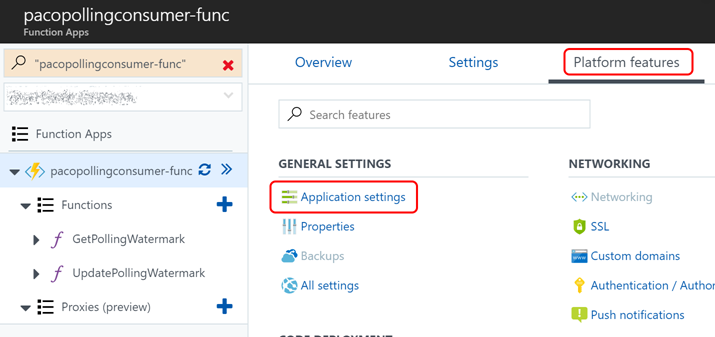 pacopollingconsumer-func
Function Apps
"pacopollingconsumer-func"
Function Apps
pacopollingconsumer-func
Functions
GetPollingWatermark
UpdatePollingWatermark
Proxies (preview)
Overview Settings Platform features
Search features
GENERAL SETTINGS
Application settings
Properties
Backups
All settings
NETWORKING
Networking
SSL
Custom domains
Authentication / Author
Push notifications
CODE DEPLOYMENT